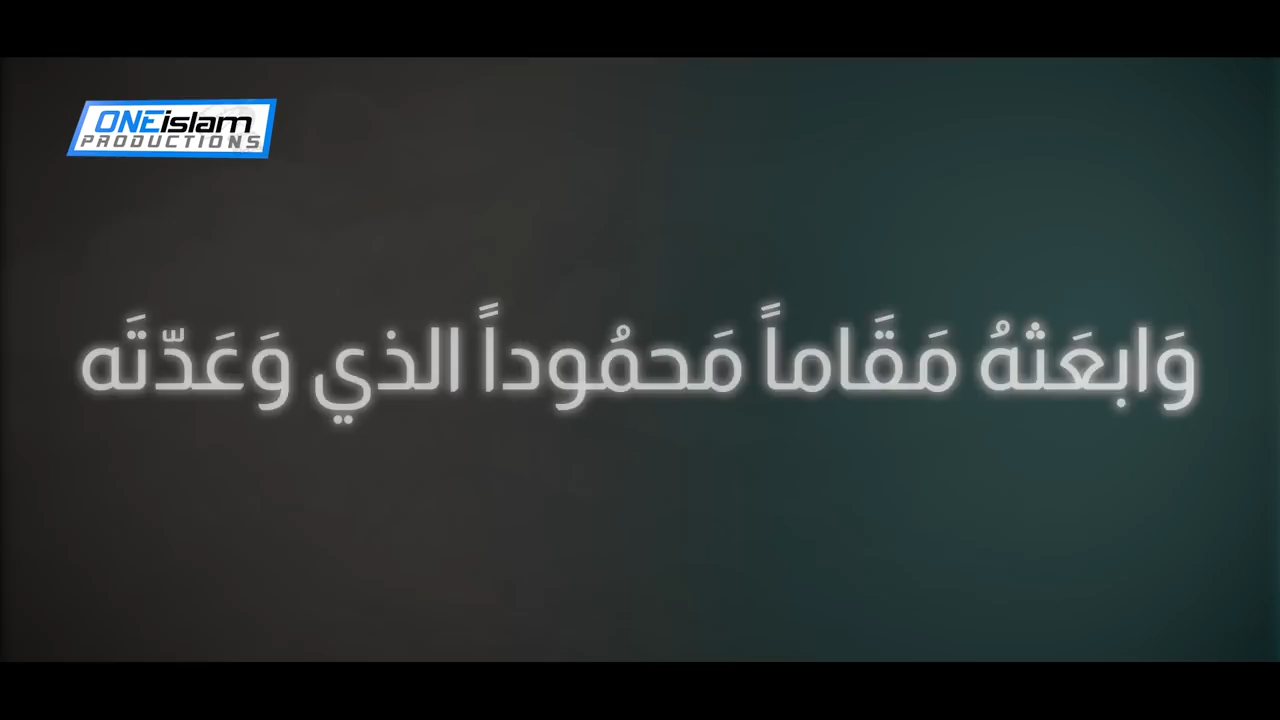 ONEislam
PRODUCTIONS
وَابعَثهُ مَقَاماً مَحمُوداً الذي وَعَدّتَه